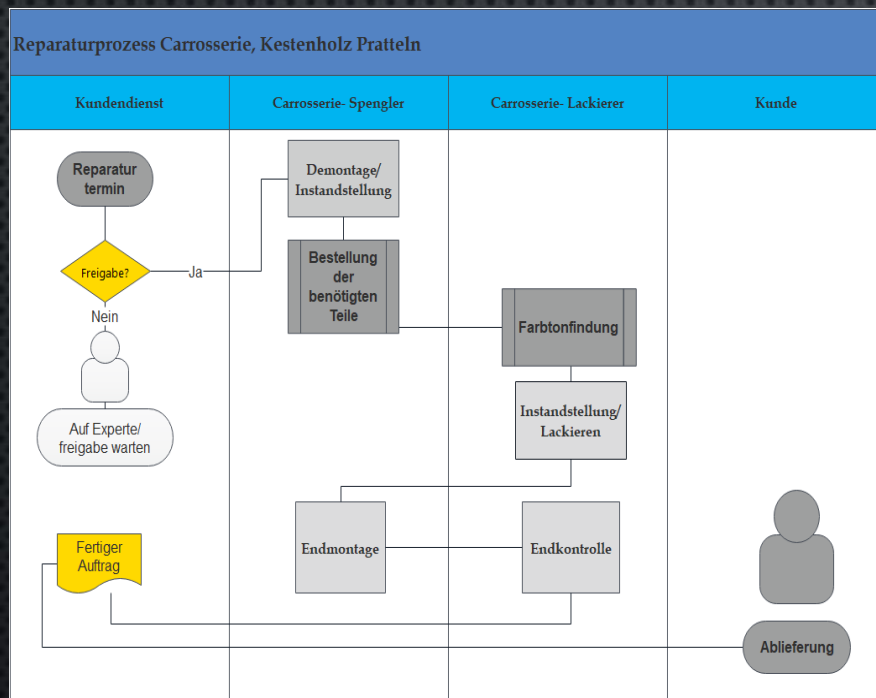 Reparaturprozess Carrosserie, Kestenholz Pratteln
Kundendienst
Carrosserie- Spengler
Carrosserie- Lackierer
Kunde
Reparatur
termin
Freigabe?
Ja
Nein
Auf Experte/
freigabe warten
Demontage/
Instandstellung
Bestellung
der
benötigten
Teile
Farbtonfindung
Instandstellung/
Lackieren
Endmontage
Endkontrolle
Fertiger
Auftrag
Ablieferung